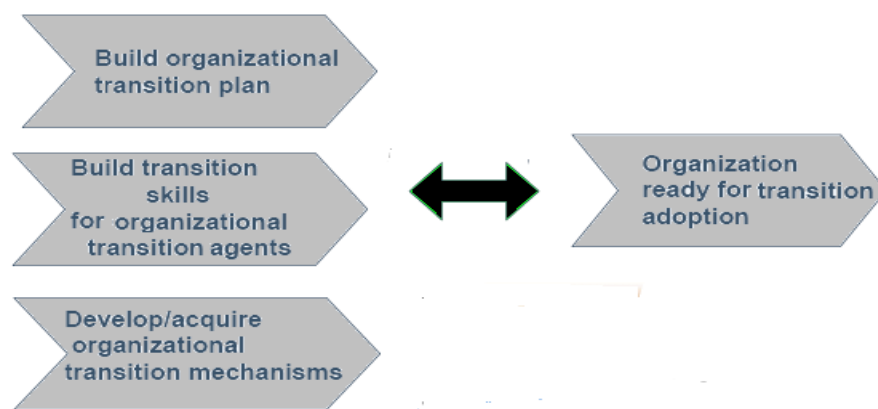 Build organizational
transition plan
Build transition
skills
for organizational
transition agents
Develop/acquire
organizational
transition mechanisms
Organization
ready for transition
adoption